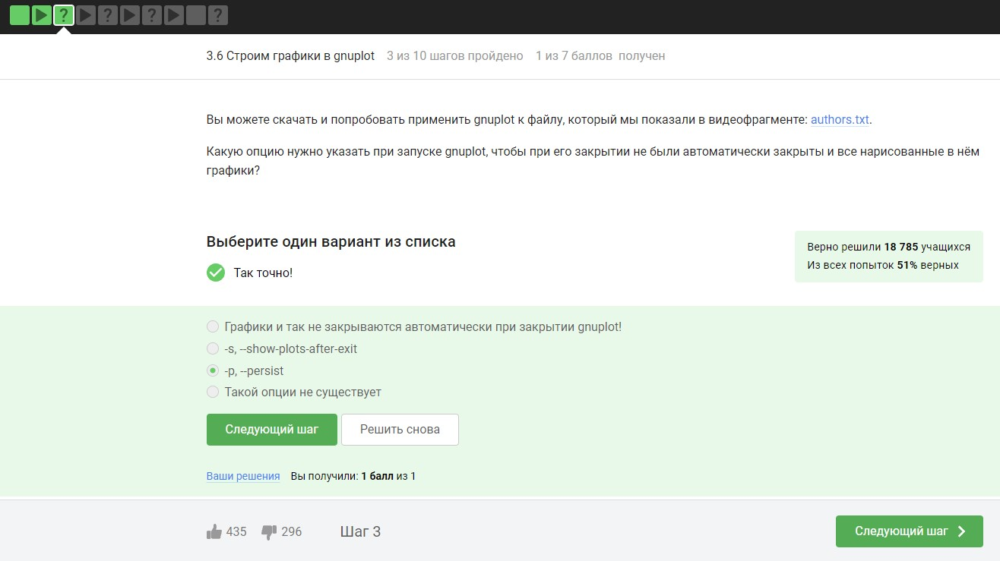 ? ? ? ?
3.6 Строим графики в gnuplot 3 из 10 шагов пройдено 1 из 7 баллов получен
Вы можете скачать и попробовать применить gnuplot к файлу, который мы показали в видеофрагменте: authors.txt.
Какую опцию нужно указать при запуске gnuplot, чтобы при его закрытии не были автоматически закрыты и все нарисованные в нём
графики?
Выберите один вариант из списка
Так точно!
Верно решили 18 785 учащихся
Из всех попыток 51% верных
Графики и так не закрываются автоматически при закрытии gnuplot!
-s, --show-plots-after-exit
-p, --persist
Такой опции не существует
Следующий шаг Решить снова
Ваши решения Вы получили: 1 балл из 1
435 296 Шаг 3 Следующий шаг